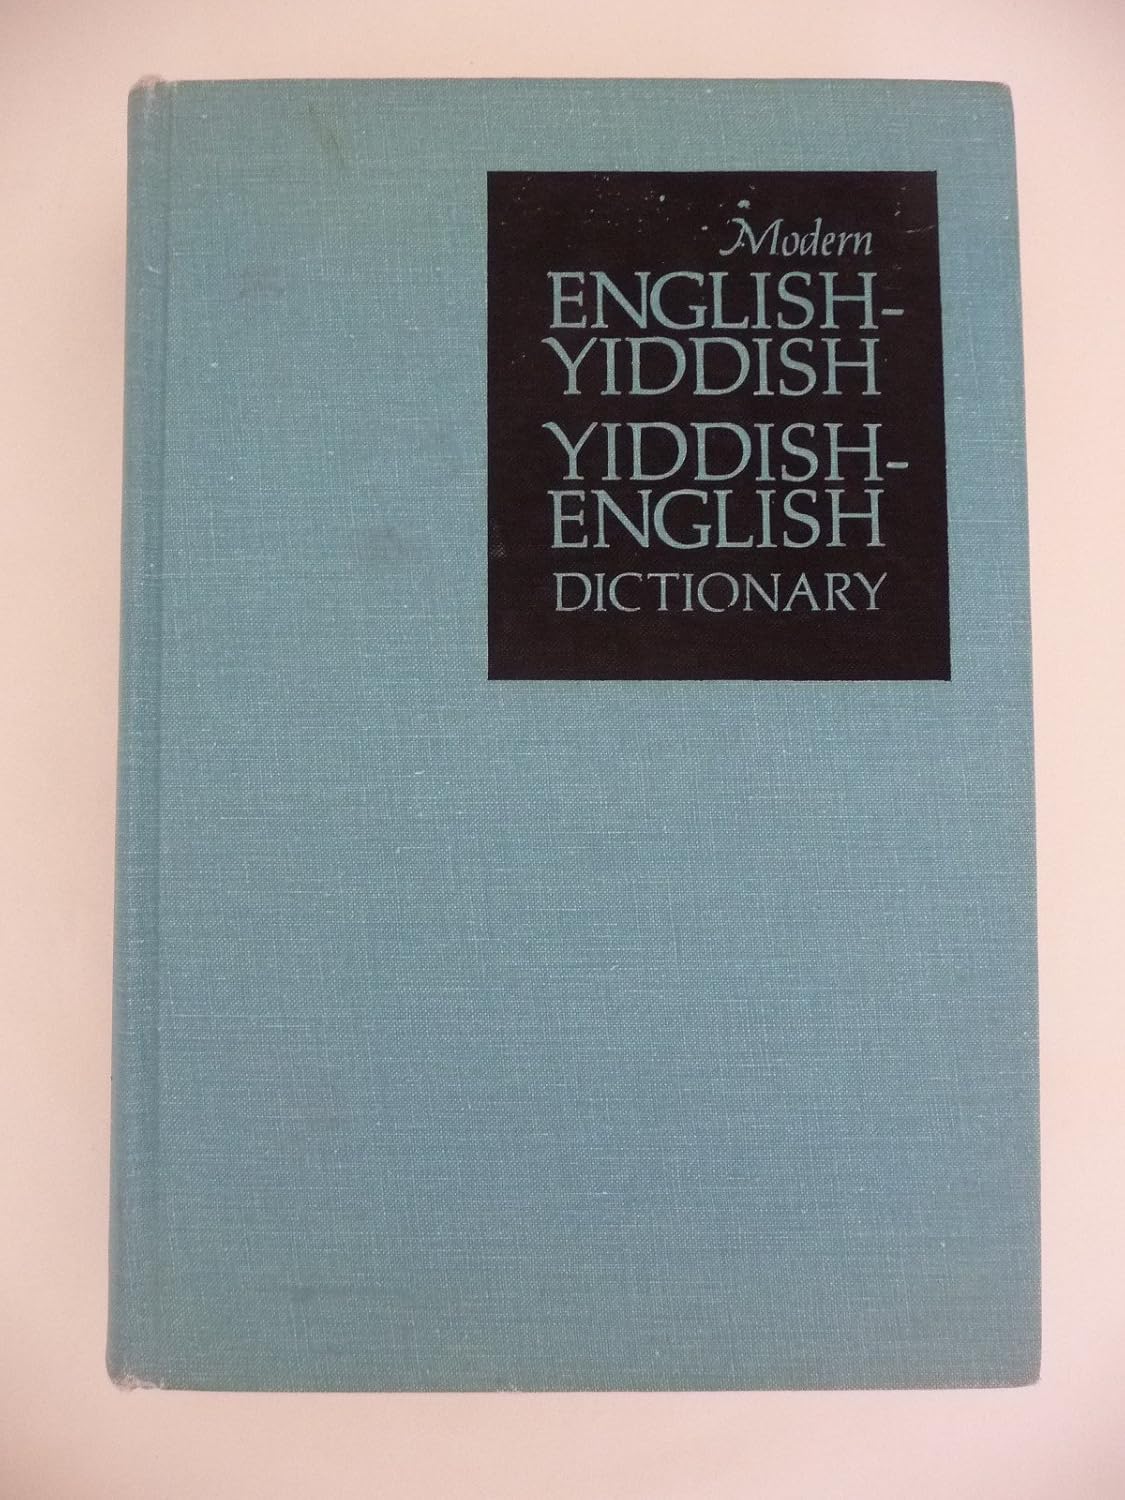 Modern
ENGLISH-
YIDDISH
YIDDISH-
ENGLISH
DICTIONARY